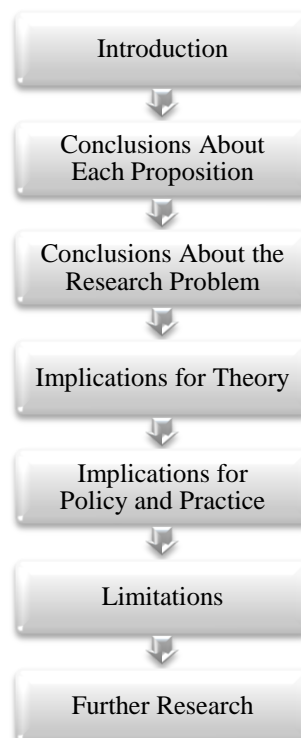 Introduction
Conclusions About
Each Proposition
Conclusions About the
Research Problem
Implications for Theory
Implications for
Policy and Practice
Limitations
Further Research